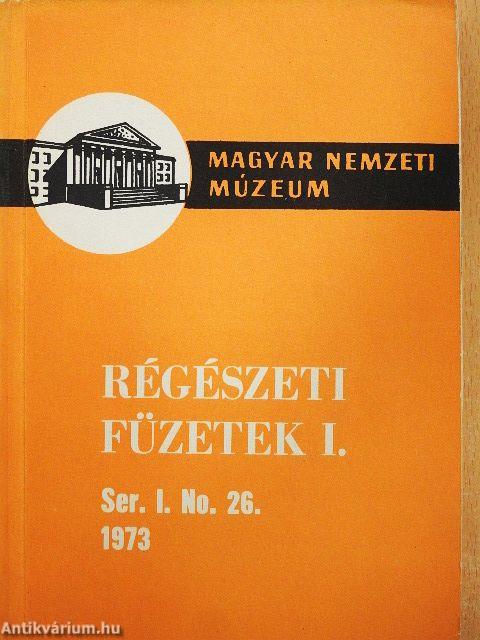 MAGYAR NEMZETI
MÚZEUM
RÉGÉSZETI
FÜZETEK I.
Ser. I. No. 26.
1973
Antikvárium.hu